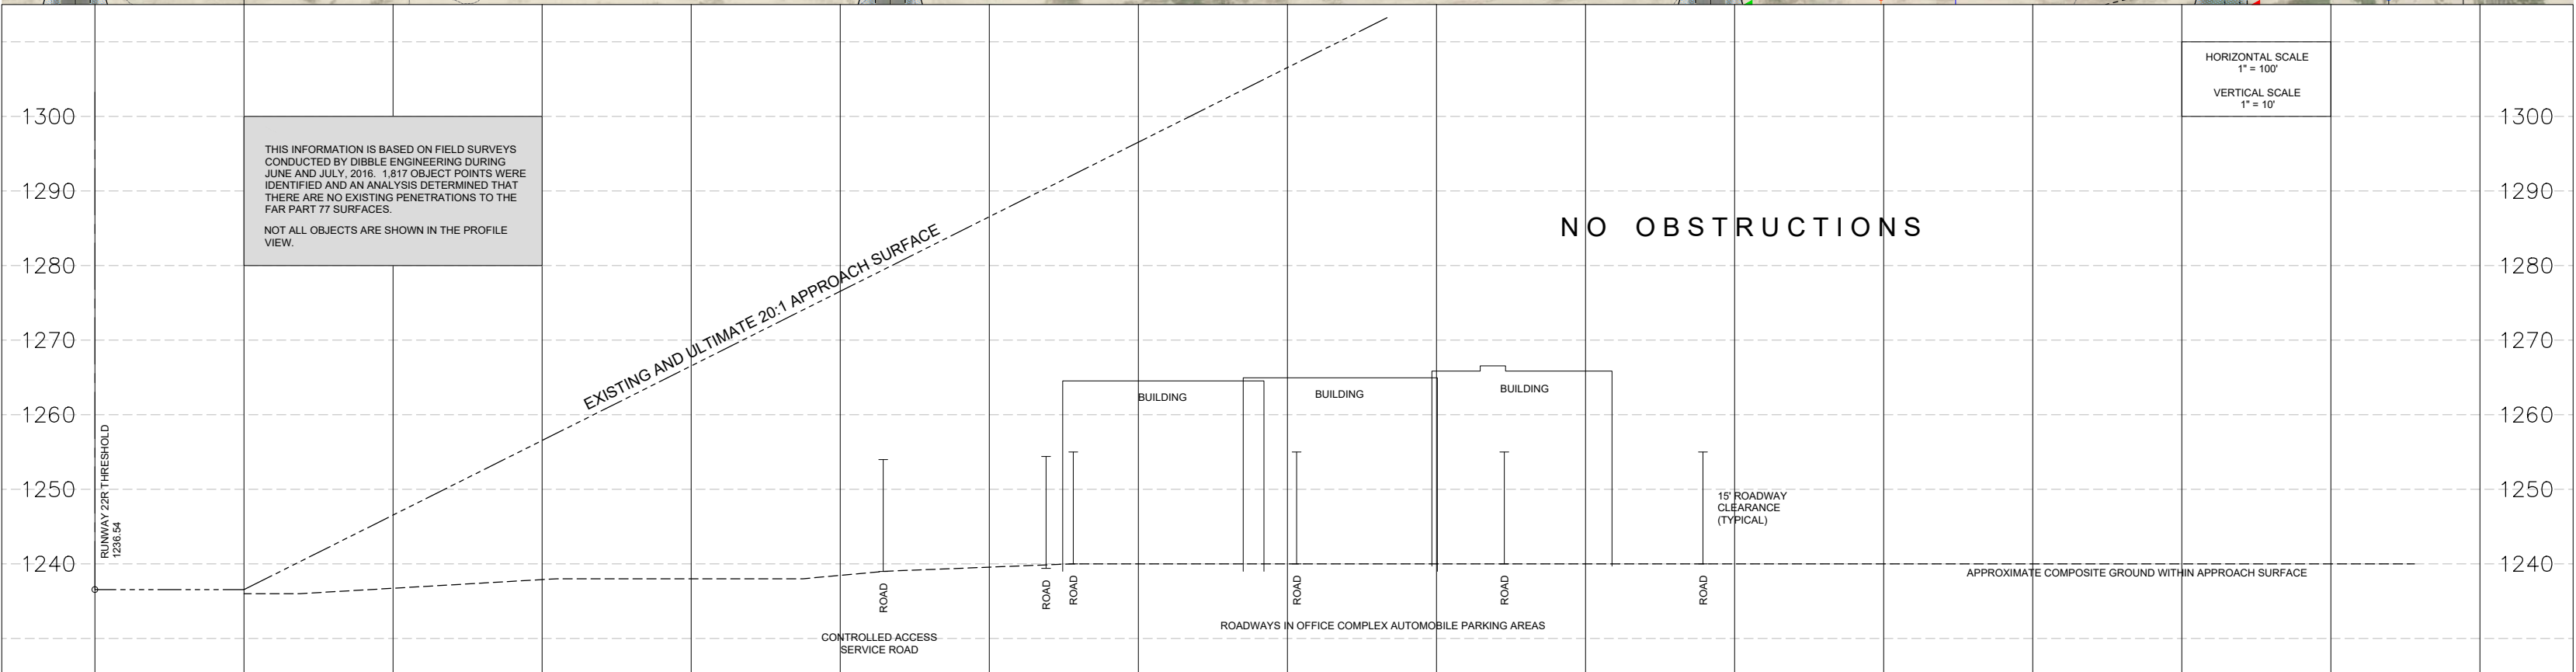 HORIZONTAL SCALE
1" = 100'
VERTICAL SCALE
1" = 10'
1300
1300
THIS INFORMATION IS BASED ON FIELD SURVEYS
CONDUCTED BY DIBBLE ENGINEERING DURING
JUNE AND JULY, 2016. 1,817 OBJECT POINTS WERE
IDENTIFIED AND AN ANALYSIS DETERMINED THAT
THERE ARE NO EXISTING PENETRATIONS TO THE
FAR PART 77 SURFACES.
NOT ALL OBJECTS ARE SHOWN IN THE PROFILE
VIEW.
1290
1290
NO OBSTRUCTIONS
1280
1280
EXISTING AND ULTIMATE 20:1 APPROACH SURFACE
1270
1270
BUILDING
BUILDING
BUILDING
1260
1260
RUNWAY 22R THRESHOLD
1236.54
1250
1250
15' ROADWAY
CLEARANCE
(TYPICAL)
1240
1240
APPROXIMATE COMPOSITE GROUND WITHIN APPROACH SURFACE
ROAD
ROAD
ROAD
ROAD
ROAD
ROAD
ROADWAYS IN OFFICE COMPLEX AUTOMOBILE PARKING AREAS
CONTROLLED ACCESS
SERVICE ROAD